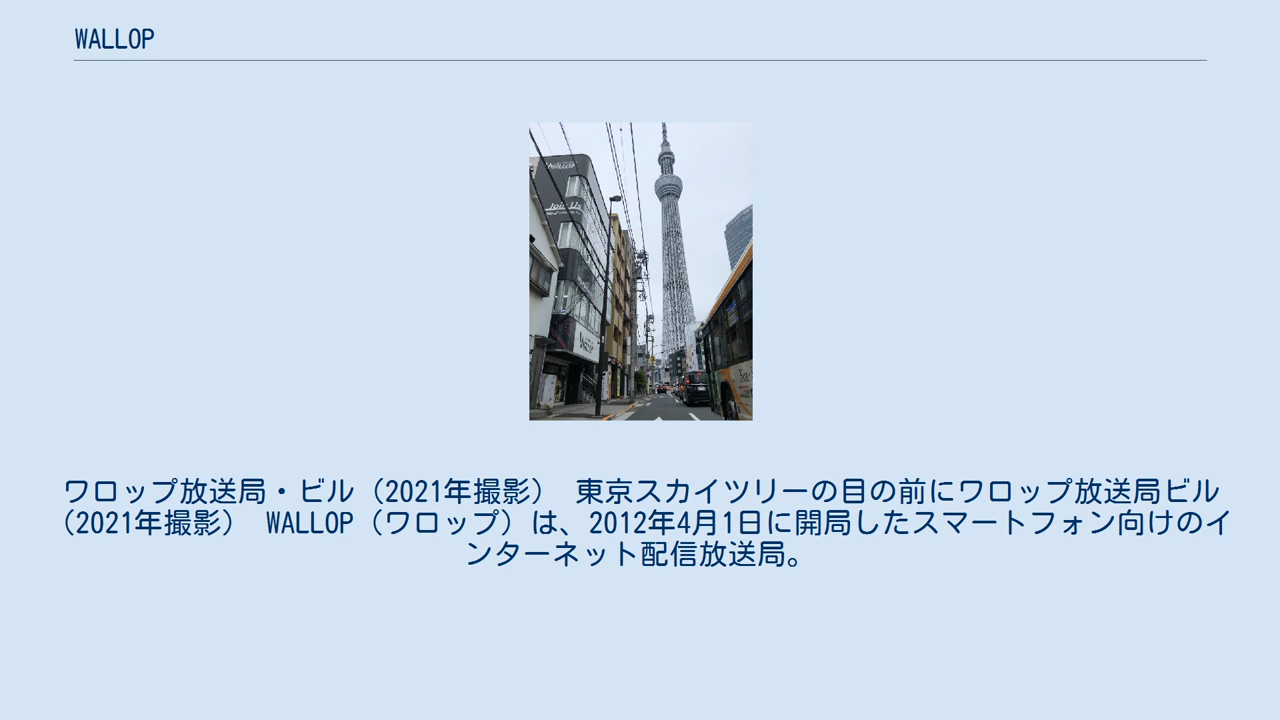 WALLOP
WALLOP
Join Us
ワロップ放送局・ビル（2021年撮影） 東京スカイツリーの目の前にワロップ放送局ビル
（2021年撮影） WALLOP（ワロップ）は、2012年4月1日に開局したスマートフォン向けのイ
ンターネット配信放送局。